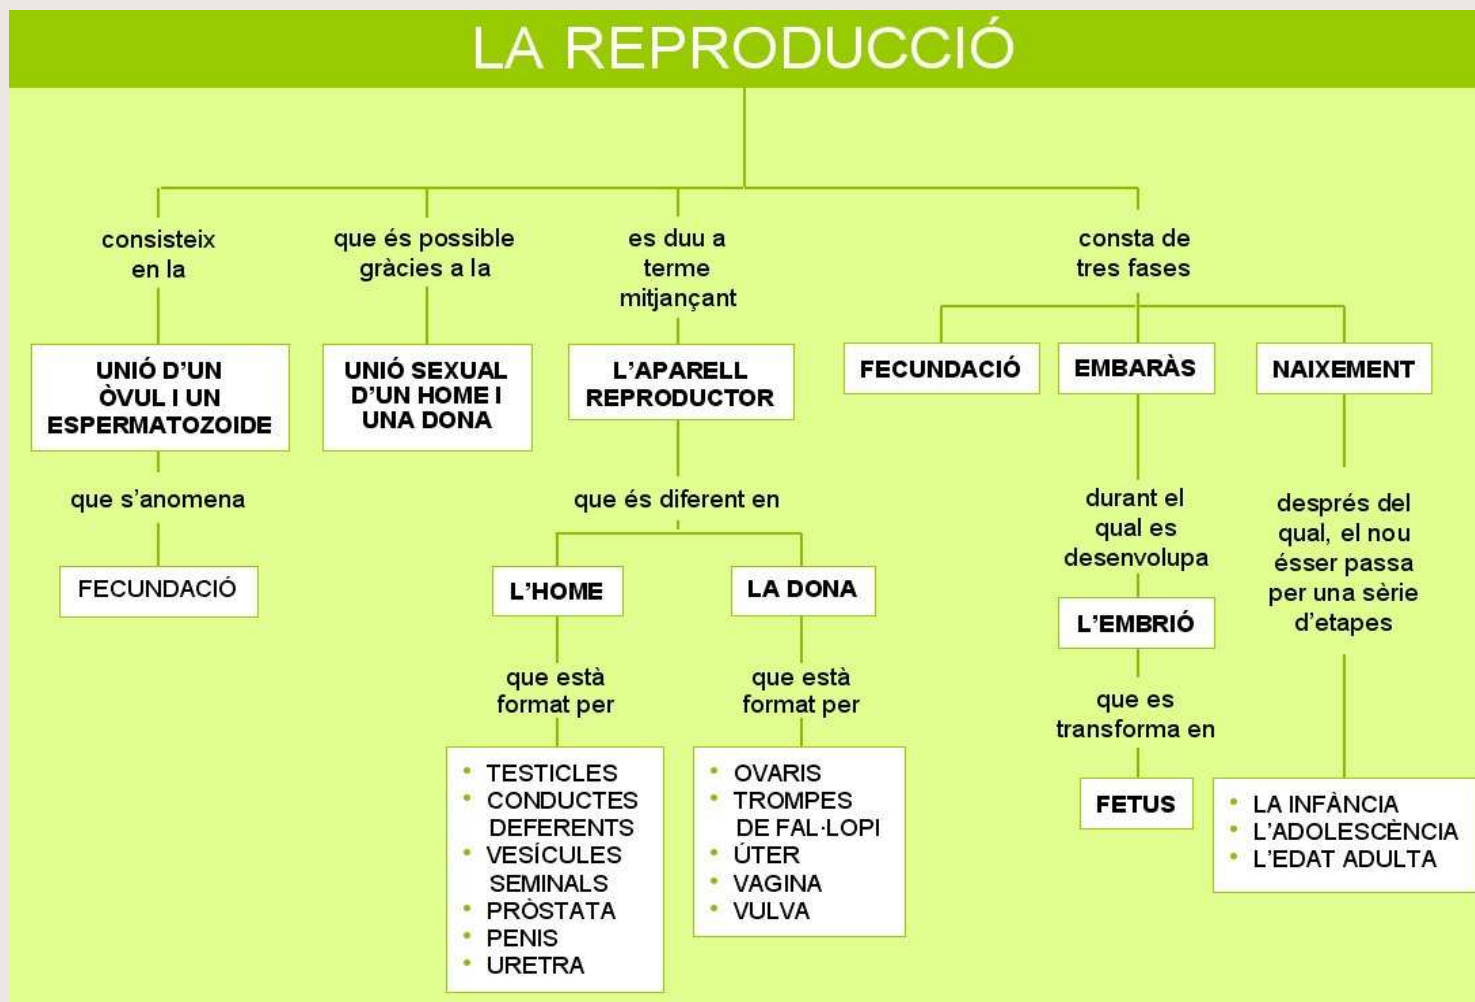 LA REPRODUCCIÓ
consisteix
en la
UNIÓ D'UN
ÒVUL I UN
ESPERMATOZOIDE
que s'anomena
FECUNDACIÓ
que és possible
gràcies a la
UNIÓ SEXUAL
D'UN HOME I
UNA DONA
es duu a
terme
mitjançant
L'APARELL
REPRODUCTOR
que és diferent en
L'HOME
que està
format per
• TESTICLES
• CONDUCTES
DEFERENTS
• VESÍCULES
SEMINALS
• PRÒSTATA
• PENIS
• URETRA
LA DONA
que està
format per
• OVARIS
• TROMPES
DE FAL·LOPI
• ÚTER
• VAGINA
• VULVA
consta de
tres fases
FECUNDACIÓ
EMBARÀS
durant el
qual es
desenvolupa
L'EMBRIÓ
que es
transforma en
FETUS
NAIXEMENT
després del
qual, el nou
ésser passa
per una sèrie
d'etapes
• LA INFÀNCIA
• L'ADOLESCÈNCIA
• L'EDAT ADULTA